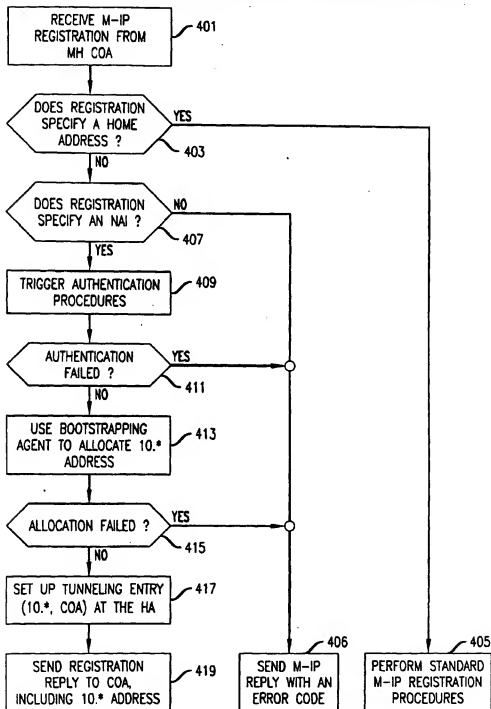 RECEIVE M-IP
REGISTRATION FROM
MH COA
401
DOES REGISTRATION
SPECIFY A HOME
ADDRESS ?
YES
403
NO
DOES REGISTRATION
SPECIFY AN NAI ?
NO
407
YES
TRIGGER AUTHENTICATION
PROCEDURES
409
AUTHENTICATION
FAILED ?
YES
411
NO
USE BOOTSTRAPPING
AGENT TO ALLOCATE 10.*
ADDRESS
413
ALLOCATION FAILED ?
YES
415
NO
SET UP TUNNELING ENTRY
(10.*, COA) AT THE HA
417
SEND REGISTRATION
REPLY TO COA,
INCLUDING 10.* ADDRESS
419
406
SEND M-IP
REPLY WITH AN
ERROR CODE
405
PERFORM STANDARD
M-IP REGISTRATION
PROCEDURES